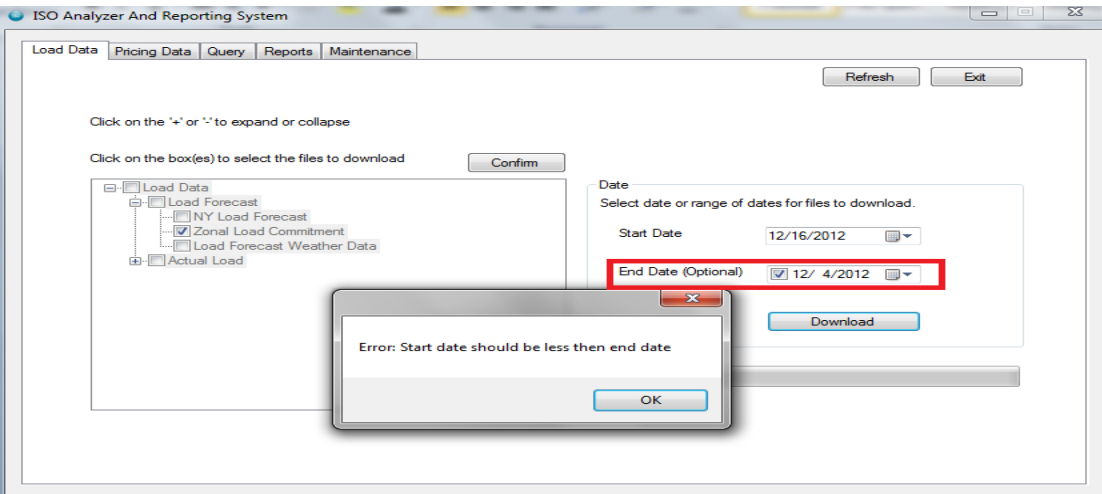 ISO Analyzer And Reporting System
Load Data Pricing Data Query Reports Maintenance
Refresh Exit
Click on the '+' or '-' to expand or collapse
Click on the box(es) to select the files to download
Confirm
Load Data
Load Forecast
NY Load Forecast
Zonal Load Commitment
Load Forecast Weather Data
Actual Load
Date
Select date or range of dates for files to download.
Start Date 12/16/2012
End Date (Optional) 12/ 4/2012
Download
Error: Start date should be less then end date
OK